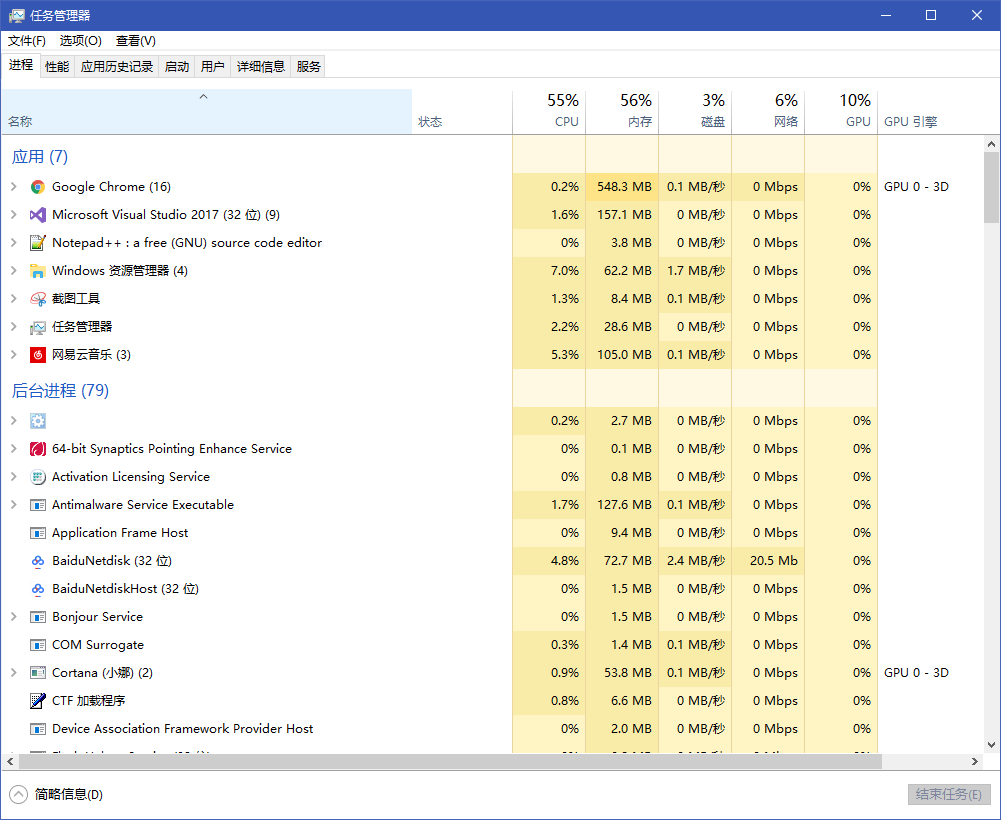 任务管理器
文件(F) 选项(O) 查看(V)
进程 性能 应用历史记录 启动 用户 详细信息 服务
55% 56% 3% 6% 10%
名称 状态 CPU 内存 磁盘 网络 GPU GPU 引擎
应用 (7)
Google Chrome (16) 0.2% 548.3 MB 0.1 MB/秒 0 Mbps 0% GPU 0 - 3D
Microsoft Visual Studio 2017 (32 位) (9) 1.6% 157.1 MB 0 MB/秒 0 Mbps 0%
Notepad++ : a free (GNU) source code editor 0% 3.8 MB 0 MB/秒 0 Mbps 0%
Windows 资源管理器 (4) 7.0% 62.2 MB 1.7 MB/秒 0 Mbps 0%
截图工具 1.3% 8.4 MB 0.1 MB/秒 0 Mbps 0%
任务管理器 2.2% 28.6 MB 0 MB/秒 0 Mbps 0%
网易云音乐 (3) 5.3% 105.0 MB 0.1 MB/秒 0 Mbps 0%
后台进程 (79)
0.2% 2.7 MB 0 MB/秒 0 Mbps 0%
64-bit Synaptics Pointing Enhance Service 0% 0.1 MB 0 MB/秒 0 Mbps 0%
Activation Licensing Service 0% 0.8 MB 0 MB/秒 0 Mbps 0%
Antimalware Service Executable 1.7% 127.6 MB 0.1 MB/秒 0 Mbps 0%
Application Frame Host 0% 9.4 MB 0 MB/秒 0 Mbps 0%
BaiduNetdisk (32 位) 4.8% 72.7 MB 2.4 MB/秒 20.5 Mb 0%
BaiduNetdiskHost (32 位) 0% 1.5 MB 0 MB/秒 0 Mbps 0%
Bonjour Service 0% 1.5 MB 0 MB/秒 0 Mbps 0%
COM Surrogate 0.3% 1.4 MB 0.1 MB/秒 0 Mbps 0%
Cortana (小娜) (2) 0.9% 53.8 MB 0.1 MB/秒 0 Mbps 0% GPU 0 - 3D
CTF 加载程序 0.8% 6.6 MB 0 MB/秒 0 Mbps 0%
Device Association Framework Provider Host 0% 2.0 MB 0 MB/秒 0 Mbps 0%
简略信息(D) 结束任务(E)